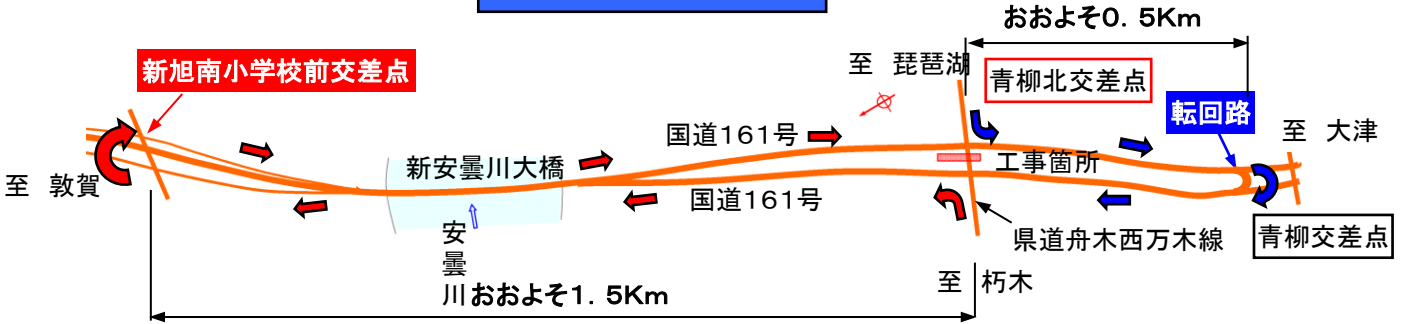 おおよそ0.5Km
新旭南小学校前交差点
至 琵琶湖
青柳北交差点
転回路
至 大津
国道161号
新安曇川大橋
工事箇所
至 敦賀
国道161号
安曇川
県道舟木西万木線
青柳交差点
至 朽木
おおよそ1.5Km